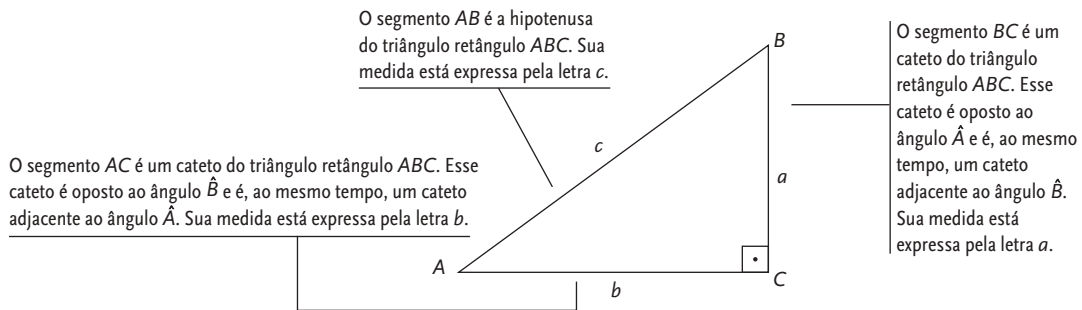 O segmento AB é a hipotenusa
do triângulo retângulo ABC. Sua
medida está expressa pela letra c.
O segmento BC é um
cateto do triângulo
retângulo ABC. Esse
cateto é oposto ao
ângulo Â e é, ao mesmo
tempo, um cateto
adjacente ao ângulo B̂.
Sua medida está
expressa pela letra a.
O segmento AC é um cateto do triângulo retângulo ABC. Esse
cateto é oposto ao ângulo B̂ e é, ao mesmo tempo, um cateto
adjacente ao ângulo Â. Sua medida está expressa pela letra b.
B
c
a
A
C
b